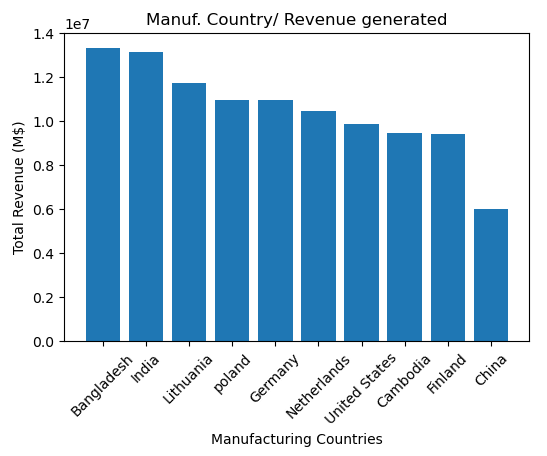 Manuf. Country/ Revenue generated
1e7
1.4
1.2
1.0
0.8
0.6
0.4
0.2
0.0
Total Revenue (M$)
Bangladesh
India
Lithuania
poland
Germany
Netherlands
United States
Cambodia
Finland
China
Manufacturing Countries